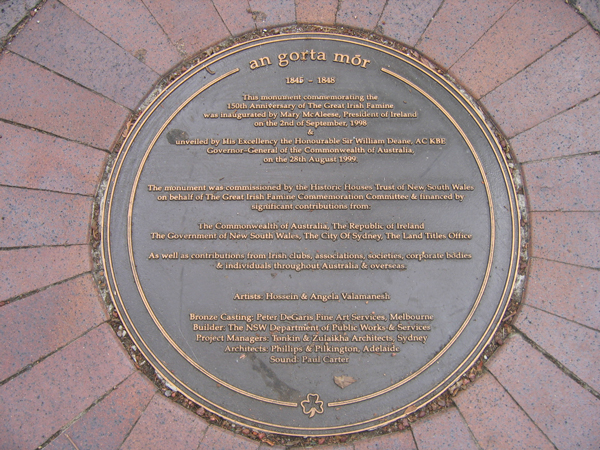 an gorta mór
1845 - 1848
This monument commemorating the
150th Anniversary of The Great Irish Famine
was inaugurated by Mary McAleese, President of Ireland
on the 2nd of September, 1998
&
unveiled by His Excellency the Honourable Sir William Deane, AC KBE
Governor-General of the Commonwealth of Australia,
on the 28th August 1999.
The monument was commissioned by the Historic Houses Trust of New South Wales
on behalf of The Great Irish Famine Commemoration Committee & financed by
significant contributions from:
The Commonwealth of Australia, The Republic of Ireland
The Government of New South Wales, The City Of Sydney, The Land Titles Office
As well as contributions from Irish clubs, associations, societies, corporate bodies
& individuals throughout Australia & overseas.
Artists: Hossein & Angela Valamanesh
Bronze Casting: Peter DeGaris Fine Art Services, Melbourne
Builder: The NSW Department of Public Works & Services
Project Managers: Tonkin & Zulaikha Architects, Sydney
Architects: Phillips & Pilkington, Adelaide
Sound: Paul Carter